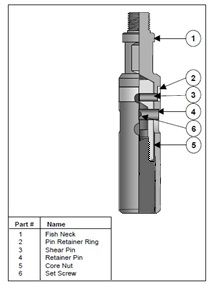 1
2
3
4
6
5
Part # Name
1 Fish Neck
2 Pin Retainer Ring
3 Shear Pin
4 Retainer Pin
5 Core Nut
6 Set Screw